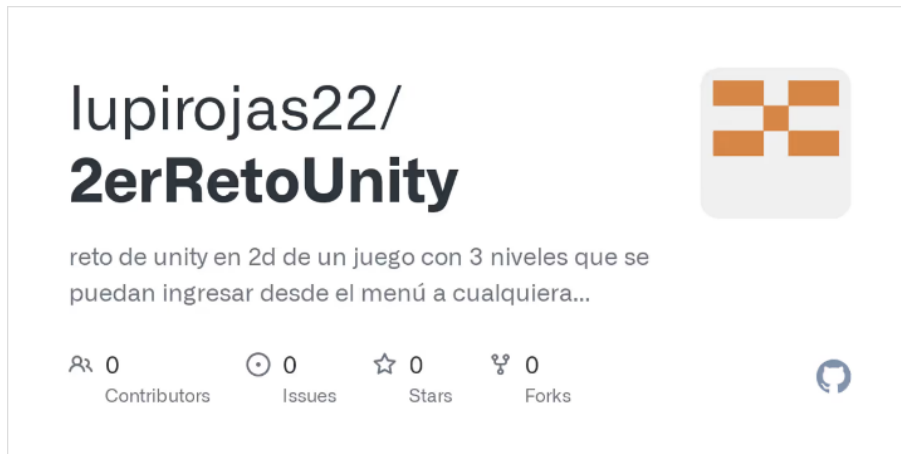 lupirojas22/
2erRetoUnity
reto de unity en 2d de un juego con 3 niveles que se
puedan ingresar desde el menú a cualquiera...
0 0 0 0
Contributors Issues Stars Forks